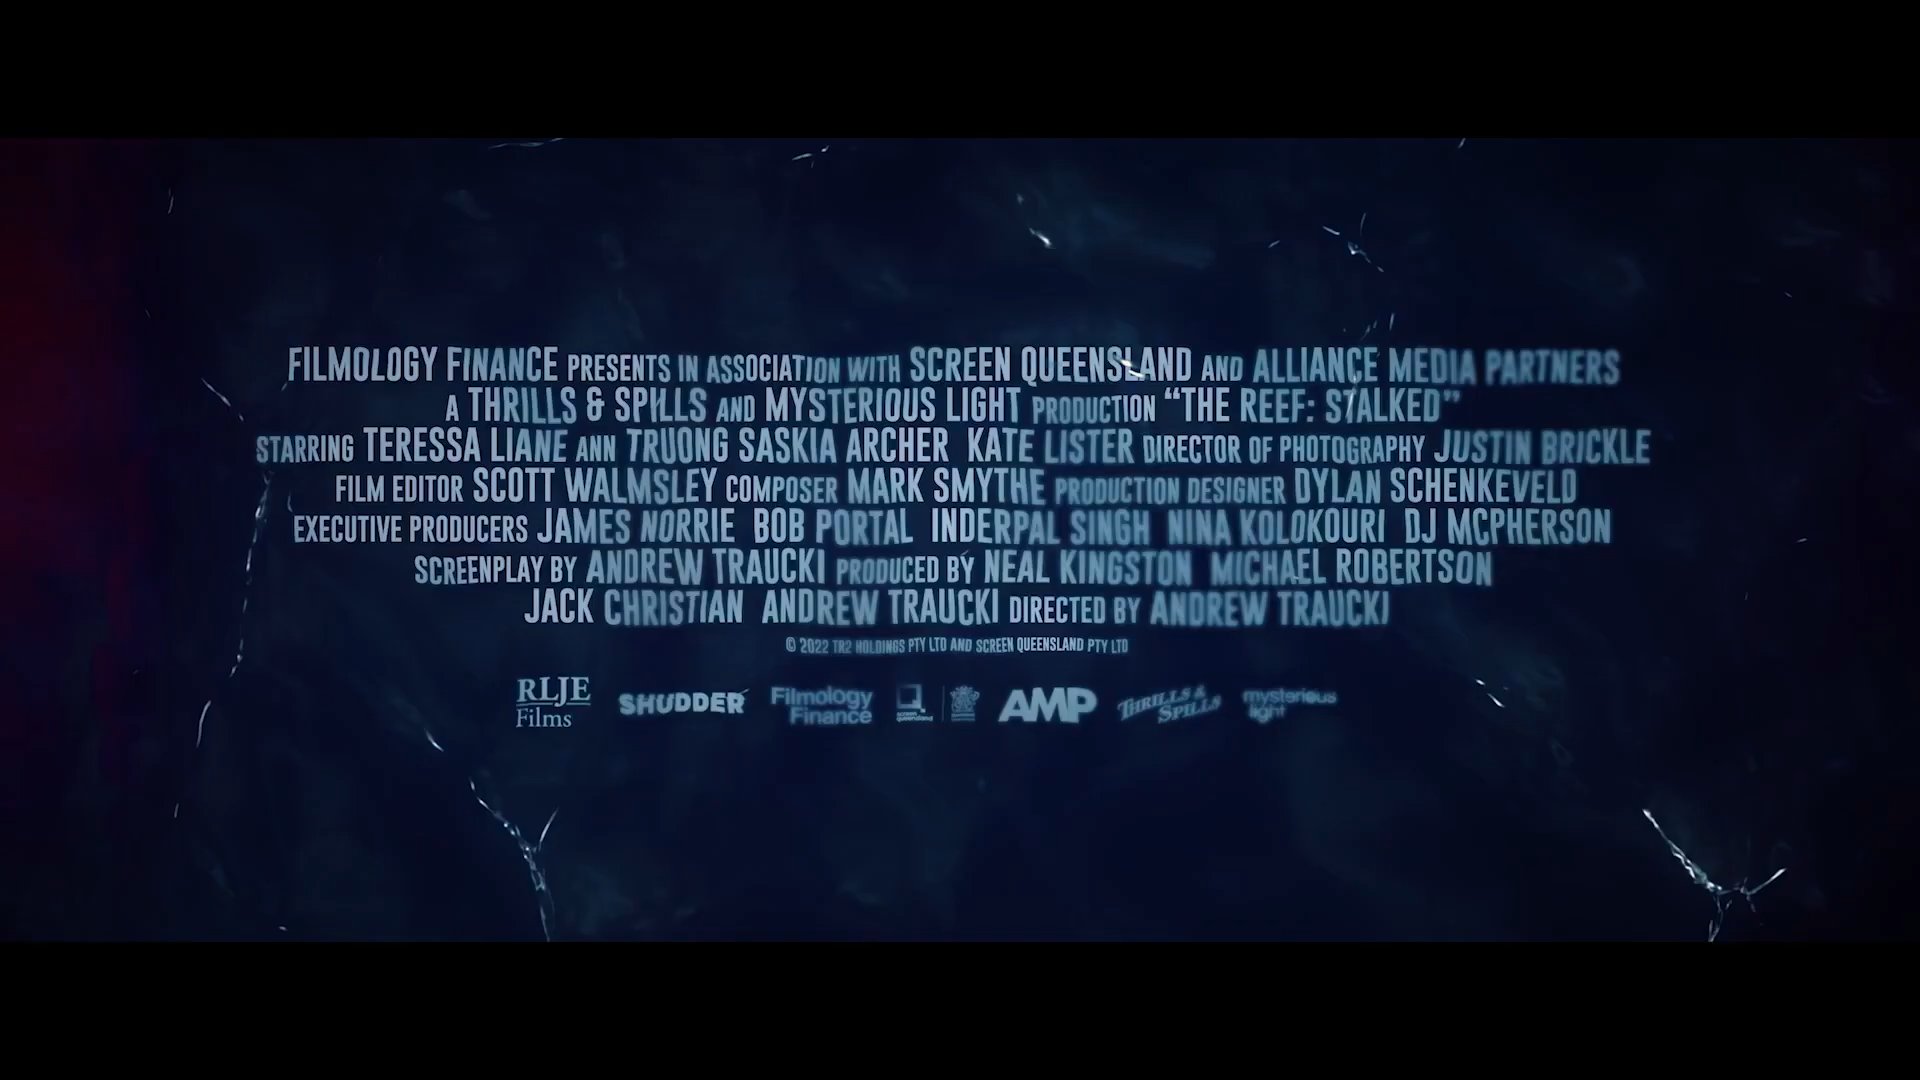 FILMOLOGY FINANCE PRESENTS IN ASSOCIATION WITH SCREEN QUEENSLAND AND ALLIANCE MEDIA PARTNERS
A THRILLS & SPILLS AND MYSTERIOUS LIGHT PRODUCTION “THE REEF: STALKED”
STARRING TERESSA LIANE ANN TRUONG SASKIA ARCHER KATE LISTER DIRECTOR OF PHOTOGRAPHY JUSTIN BRICKLE
FILM EDITOR SCOTT WALMSLEY COMPOSER MARK SMYTHE PRODUCTION DESIGNER DYLAN SCHENKEVELD
EXECUTIVE PRODUCERS JAMES NORRIE BOB PORTAL INDERPAL SINGH NINA KOLOKOURI DJ MCPHERSON
SCREENPLAY BY ANDREW TRAUCKI PRODUCED BY NEAL KINGSTON MICHAEL ROBERTSON
JACK CHRISTIAN ANDREW TRAUCKI DIRECTED BY ANDREW TRAUCKI
© 2022 TR2 HOLDINGS PTY LTD AND SCREEN QUEENSLAND PTY LTD
RLJE Films
SHUDDER
Filmology Finance
screen queensland
AMP
THRILLS & SPILLS
mysterious light